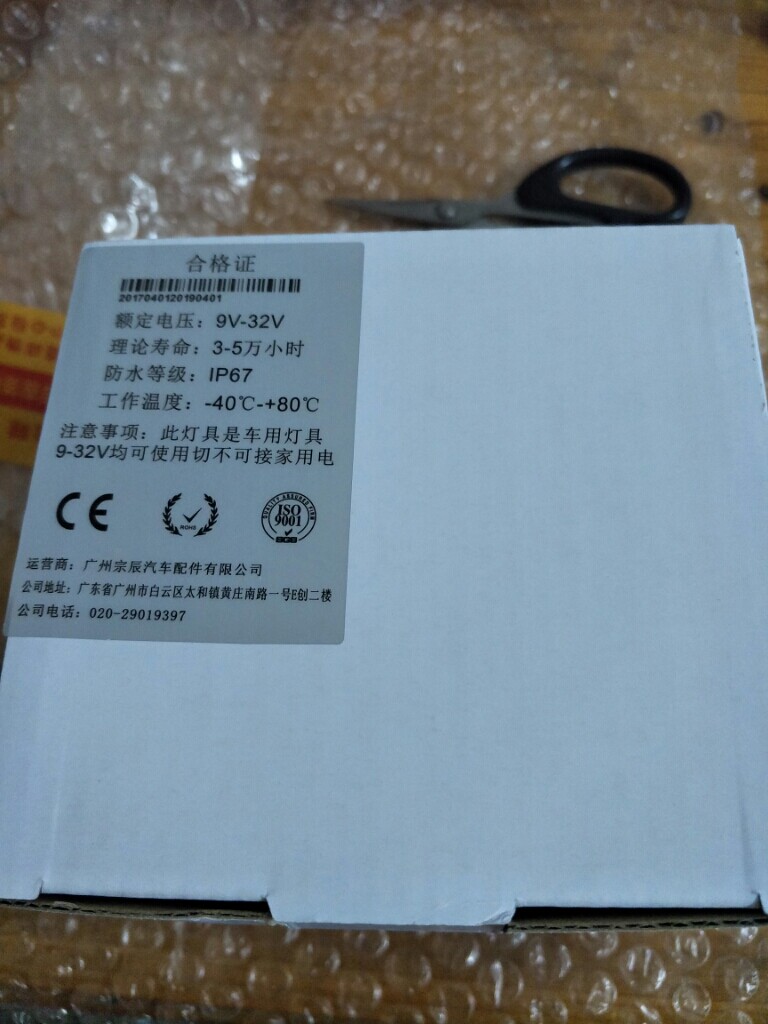 合格证
2017040120190401
额定电压：9V-32V
理论寿命：3-5万小时
防水等级：IP67
工作温度：-40℃-+80℃
注意事项：此灯具是车用灯具
9-32V均可使用切不可接家用电
CE
ROHS
QUALITY ASSURED FIRM
ISO
9001
运营商：广州宗辰汽车配件有限公司
公司地址：广东省广州市白云区太和镇黄庄南路一号E创二楼
公司电话：020-29019397